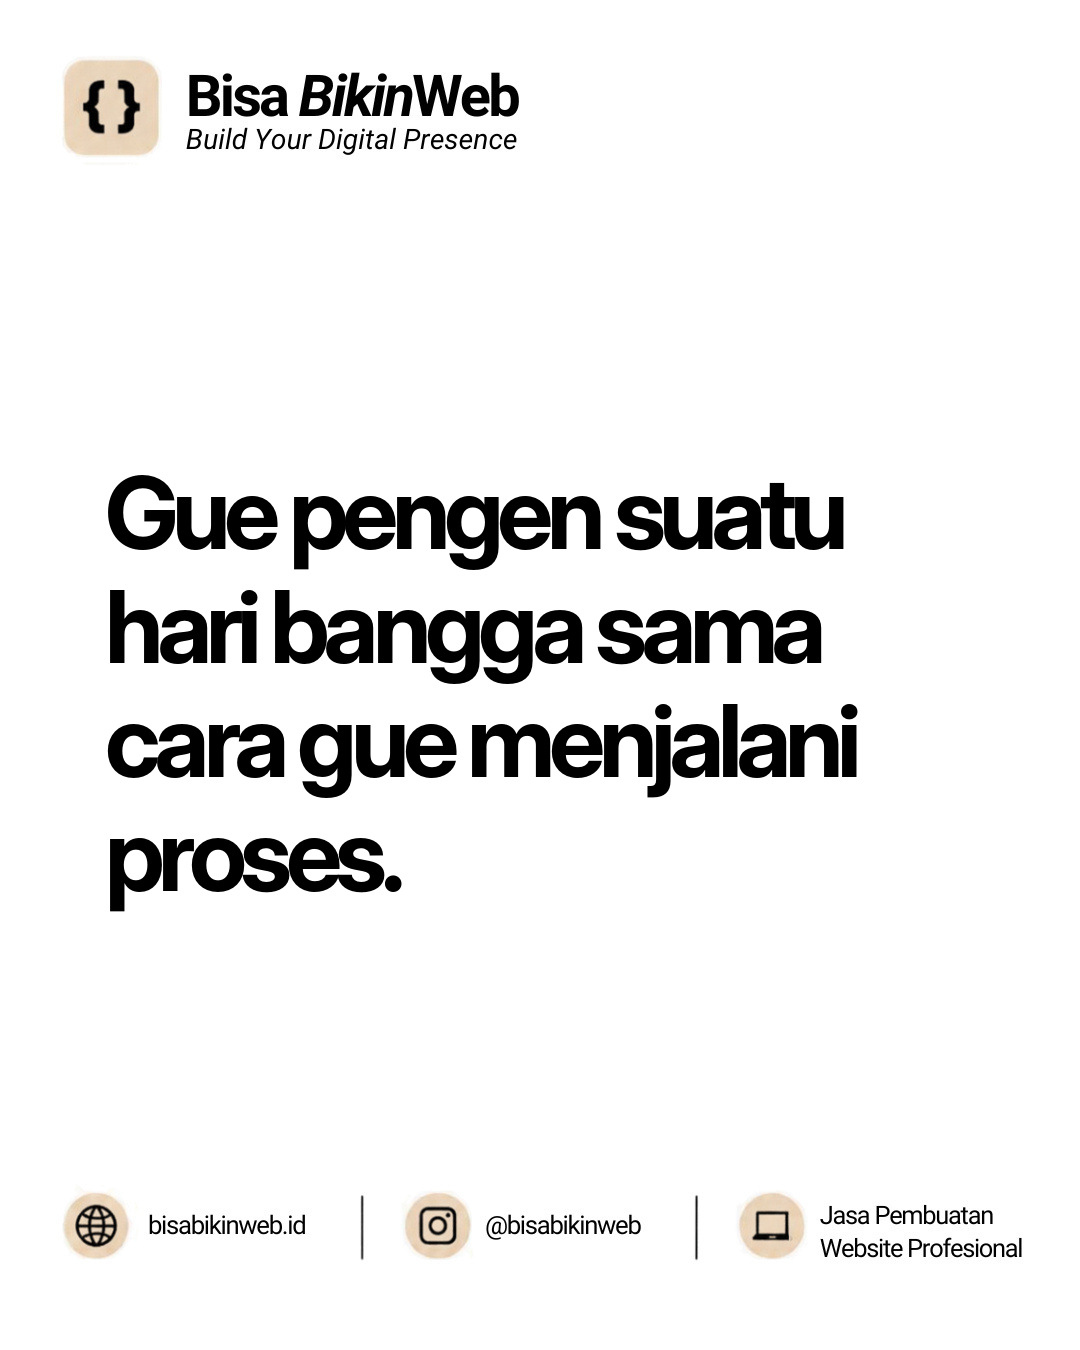 { }
Bisa BikinWeb
Build Your Digital Presence
Gue pengen suatu
hari bangga sama
cara gue menjalani
proses.
bisabikinweb.id
@bisabikinweb
Jasa Pembuatan
Website Profesional